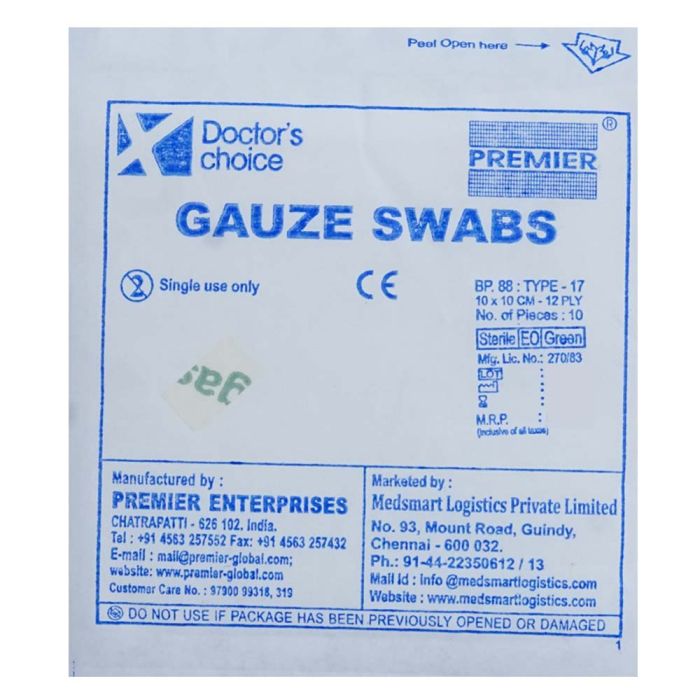 Peel Open here
Doctor's
choice
®
PREMIER
GAUZE SWABS
Single use only
CE
BP. 88 : TYPE - 17
10 x 10 CM - 12 PLY
No. of Pieces : 10
Sterile EO Green
Mfg. Lic. No.: 270/83
LOT :
:
:
M.R.P. :
(inclusive of all taxes)
Manufactured by :
PREMIER ENTERPRISES
CHATRAPATTI - 626 102. India.
Tel : +91 4563 257552 Fax: +91 4563 257432
E-mail : mail@premier-global.com;
website: www.premier-global.com
Customer Care No. : 97900 99318, 319
Marketed by :
Medsmart Logistics Private Limited
No. 93, Mount Road, Guindy,
Chennai - 600 032.
Ph.: 91-44-22350612 / 13
Mail Id : info @medsmartlogistics.com
Website : www.medsmartlogistics.com
DO NOT USE IF PACKAGE HAS BEEN PREVIOUSLY OPENED OR DAMAGED
1